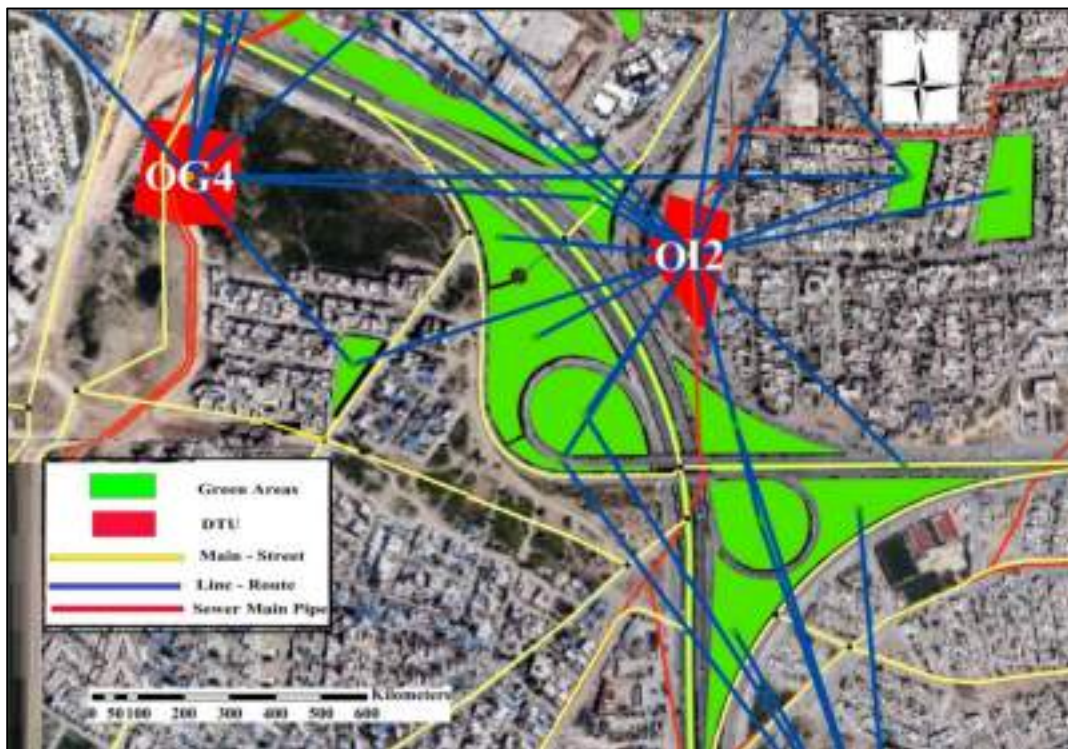 N
OG4
OI2
Green Areas
DTU
Main - Street
Line - Route
Sewer Main Pipe
Kilometers
0 50 100 200 300 400 500 600